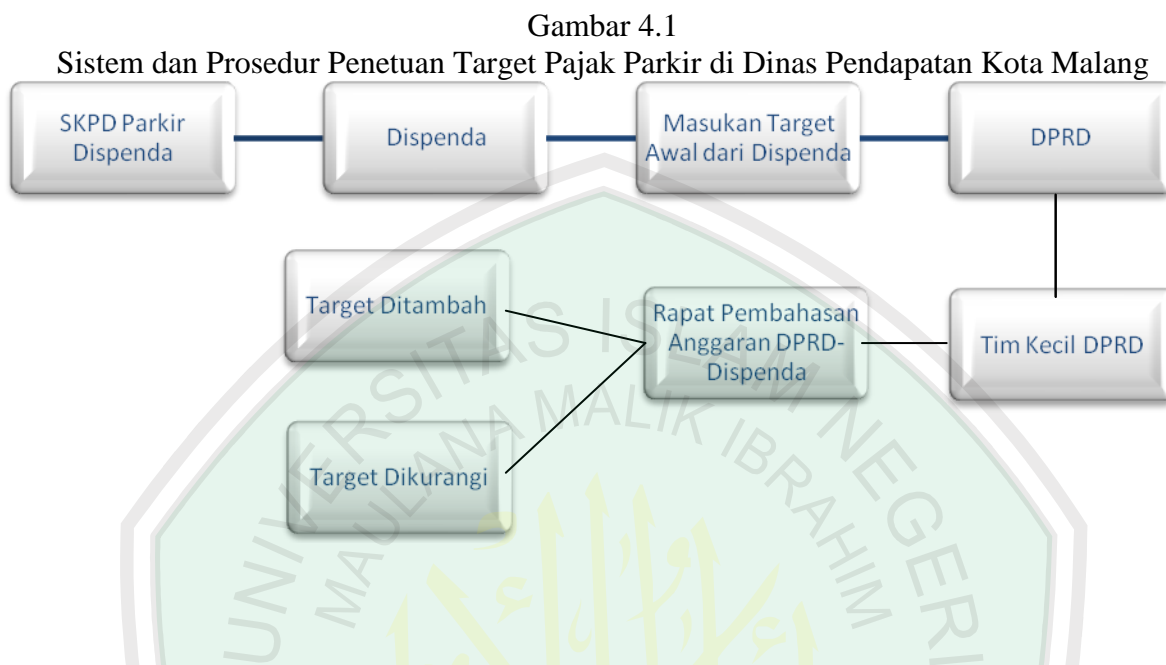 Gambar 4.1
Sistem dan Prosedur Penetuan Target Pajak Parkir di Dinas Pendapatan Kota Malang
SKPD Parkir
Dispenda
Dispenda
Masukan Target
Awal dari Dispenda
DPRD
Tim Kecil DPRD
Rapat Pembahasan
Anggaran DPRD-
Dispenda
Target Ditambah
Target Dikurangi
UNIVERSITAS ISLAM NEGERI
MAULANA MALIK IBRAHIM